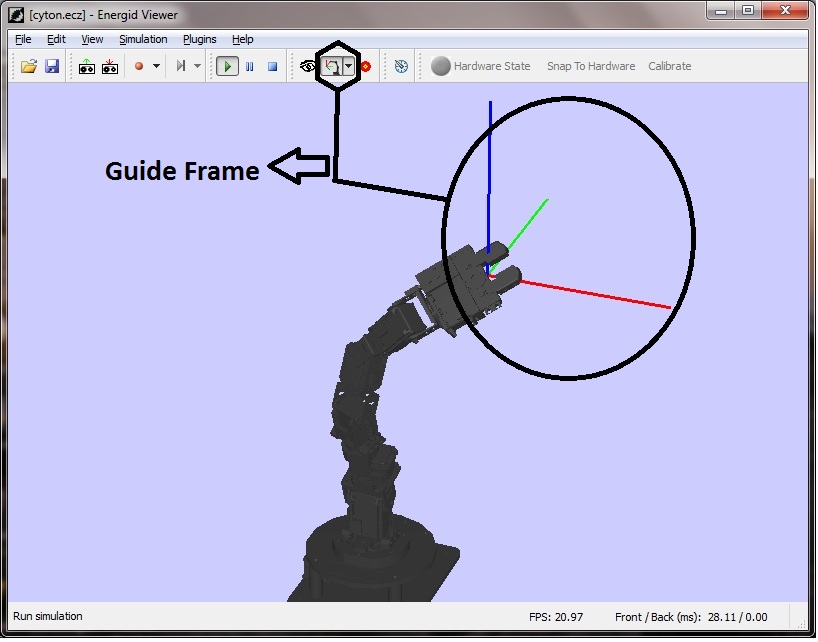 [cyton.ecz] - Energid Viewer
File Edit View Simulation Plugins Help
Hardware State Snap To Hardware Calibrate
Guide Frame
Run simulation FPS: 20.97 Front / Back (ms): 28.11 / 0.00